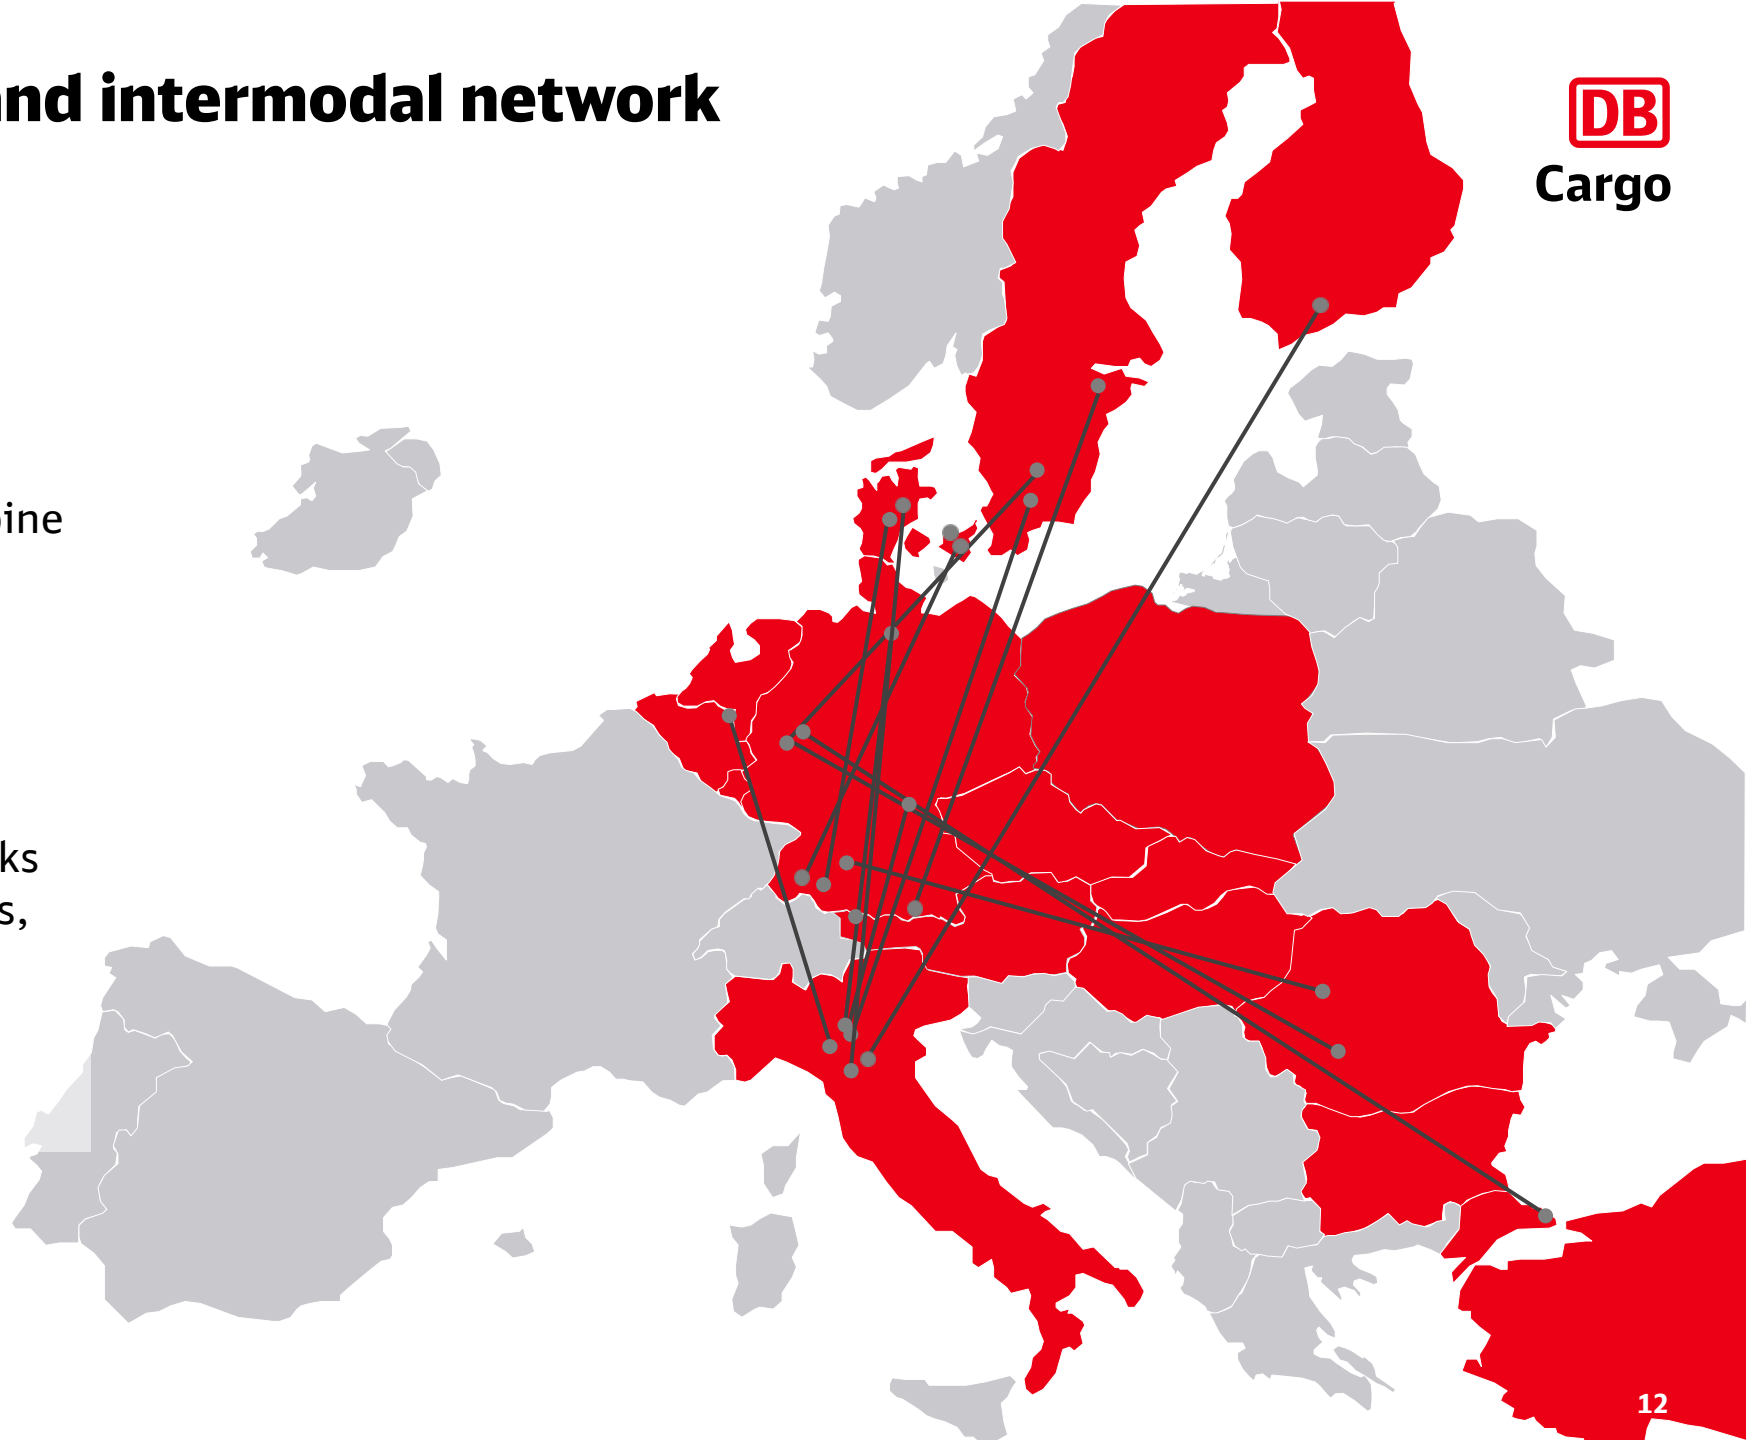 nd intermodal network
DB
Cargo
ine
ks
s,
12